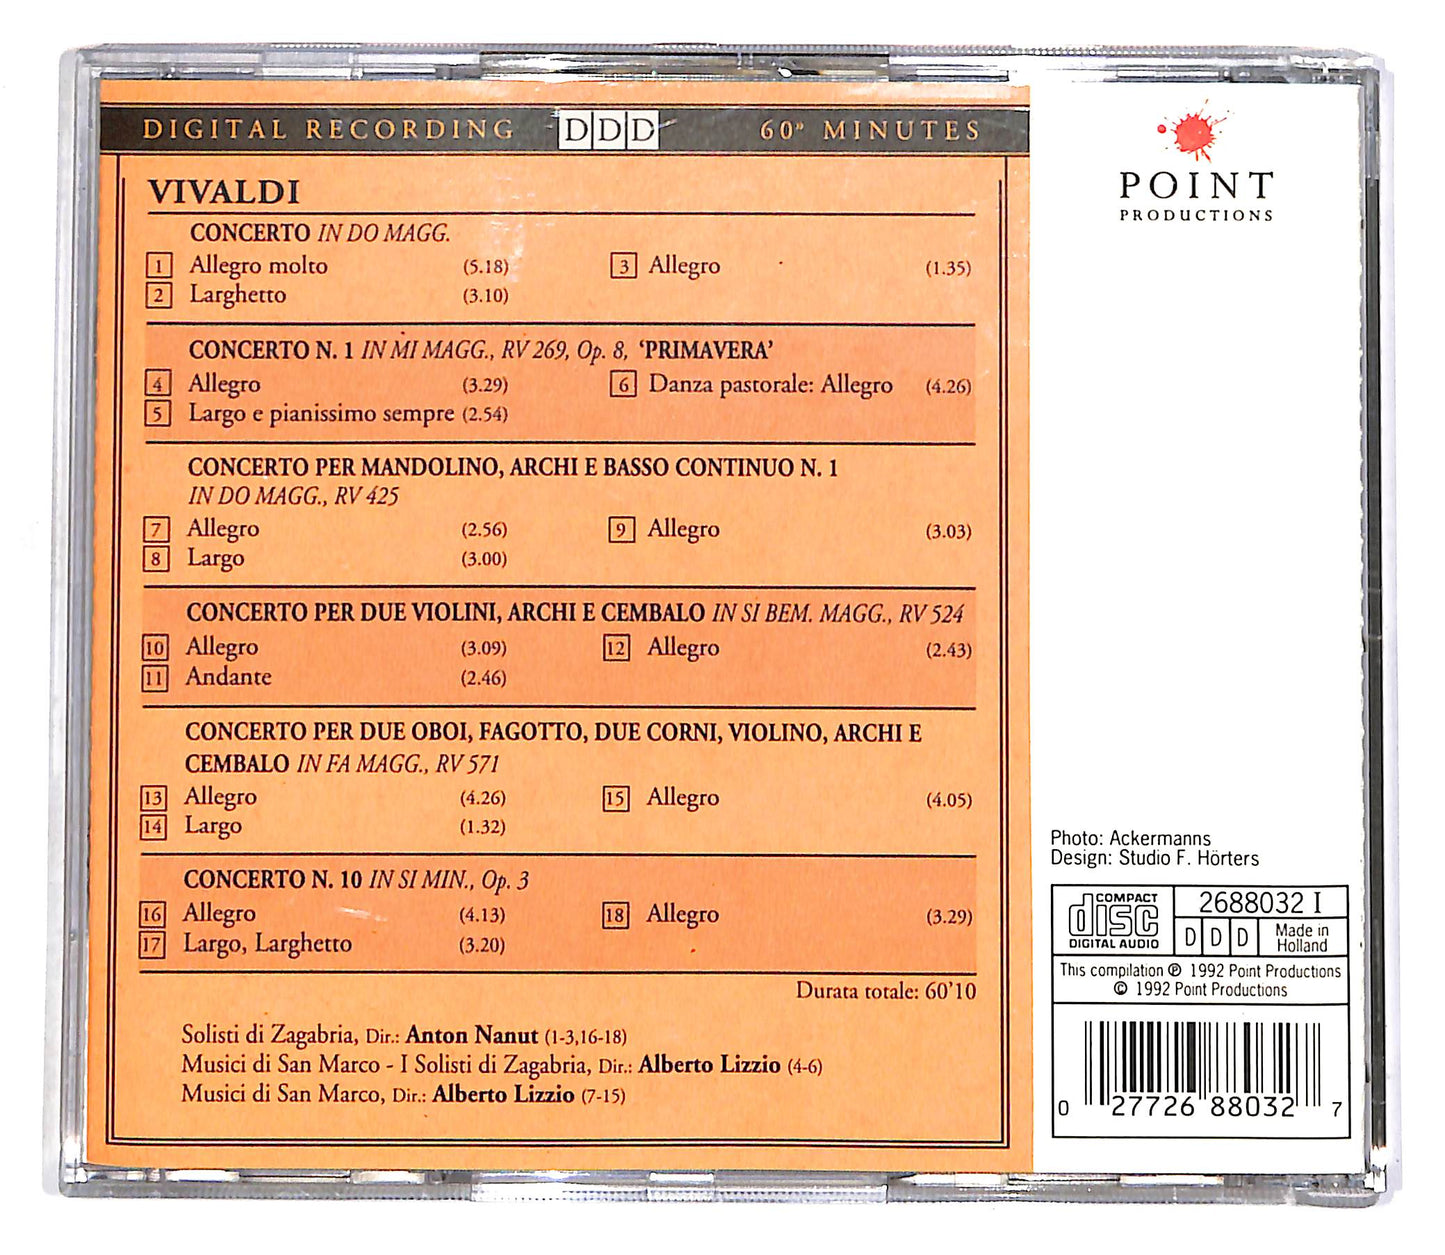 DIGITAL RECORDING DDD 60" MINUTES
VIVALDI
CONCERTO IN DO MAGG.
1 Allegro molto (5.18) 3 Allegro (1.35)
2 Larghetto (3.10)
CONCERTO N. 1 IN MI MAGG., RV 269, Op. 8, ‘PRIMAVERA’
4 Allegro (3.29) 6 Danza pastorale: Allegro (4.26)
5 Largo e pianissimo sempre (2.54)
CONCERTO PER MANDOLINO, ARCHI E BASSO CONTINUO N. 1
IN DO MAGG., RV 425
7 Allegro (2.56) 9 Allegro (3.03)
8 Largo (3.00)
CONCERTO PER DUE VIOLINI, ARCHI E CEMBALO IN SI BEM. MAGG., RV 524
10 Allegro (3.09) 12 Allegro (2.43)
11 Andante (2.46)
CONCERTO PER DUE OBOI, FAGOTTO, DUE CORNI, VIOLINO, ARCHI E
CEMBALO IN FA MAGG., RV 571
13 Allegro (4.26) 15 Allegro (4.05)
14 Largo (1.32)
CONCERTO N. 10 IN SI MIN., Op. 3
16 Allegro (4.13) 18 Allegro (3.29)
17 Largo, Larghetto (3.20)
Durata totale: 60'10
Solisti di Zagabria, Dir.: Anton Nanut (1-3,16-18)
Musici di San Marco - I Solisti di Zagabria, Dir.: Alberto Lizzio (4-6)
Musici di San Marco, Dir.: Alberto Lizzio (7-15)
POINT
PRODUCTIONS
Photo: Ackermanns
Design: Studio F. Hörters
COMPACT
disc
DIGITAL AUDIO
2688032 I
DDD
Made in
Holland
This compilation ℗ 1992 Point Productions
© 1992 Point Productions
0 27726 88032 7